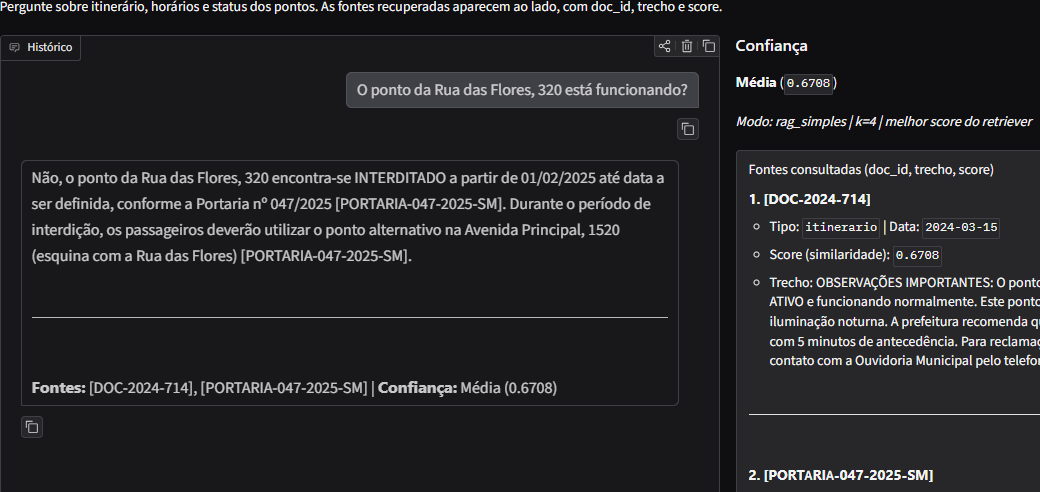 Pergunte sobre itinerário, horários e status dos pontos. As fontes recuperadas aparecem ao lado, com doc_id, trecho e score.
Histórico
O ponto da Rua das Flores, 320 está funcionando?
Não, o ponto da Rua das Flores, 320 encontra-se INTERDITADO a partir de 01/02/2025 até data a
ser definida, conforme a Portaria nº 047/2025 [PORTARIA-047-2025-SM]. Durante o período de
interdição, os passageiros deverão utilizar o ponto alternativo na Avenida Principal, 1520
(esquina com a Rua das Flores) [PORTARIA-047-2025-SM].
Fontes: [DOC-2024-714], [PORTARIA-047-2025-SM] | Confiança: Média (0.6708)
Confiança
Média (0.6708)
Modo: rag_simples | k=4 | melhor score do retriever
Fontes consultadas (doc_id, trecho, score)
1. [DOC-2024-714]
Tipo: itinerario | Data: 2024-03-15
Score (similaridade): 0.6708
Trecho: OBSERVAÇÕES IMPORTANTES: O ponto
ATIVO e funcionando normalmente. Este ponto
iluminação noturna. A prefeitura recomenda
com 5 minutos de antecedência. Para
contato com a Ouvidoria Municipal pelo
2. [PORTARIA-047-2025-SM]